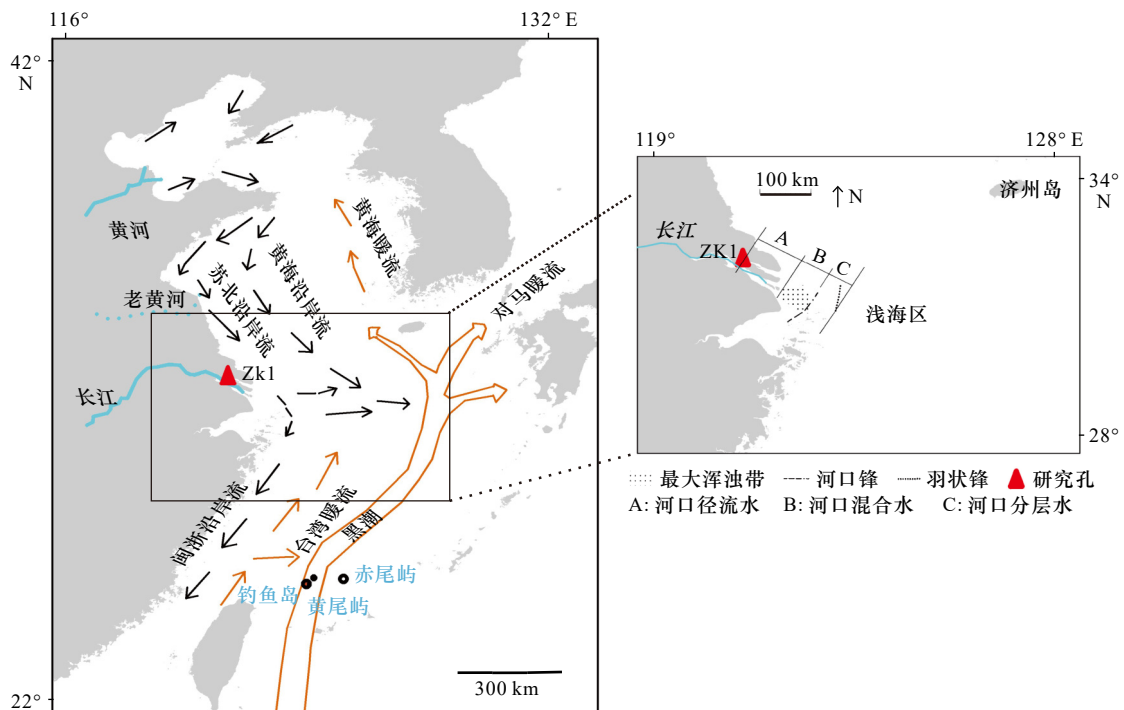 116°
132° E
42°
N
黄河
黄海暖流
老黄河
苏北沿岸流
黄海沿岸流
对马暖流
Zk1
长江
闽浙沿岸流
台湾暖流
黑潮
钓鱼岛
黄尾屿
赤尾屿
300 km
22°
119°
128° E
100 km
↑N
济州岛
34°
N
长江
ZK1
A
B
C
浅海区
28°
最大浑浊带 河口锋 羽状锋 研究孔
A: 河口径流水 B: 河口混合水 C: 河口分层水